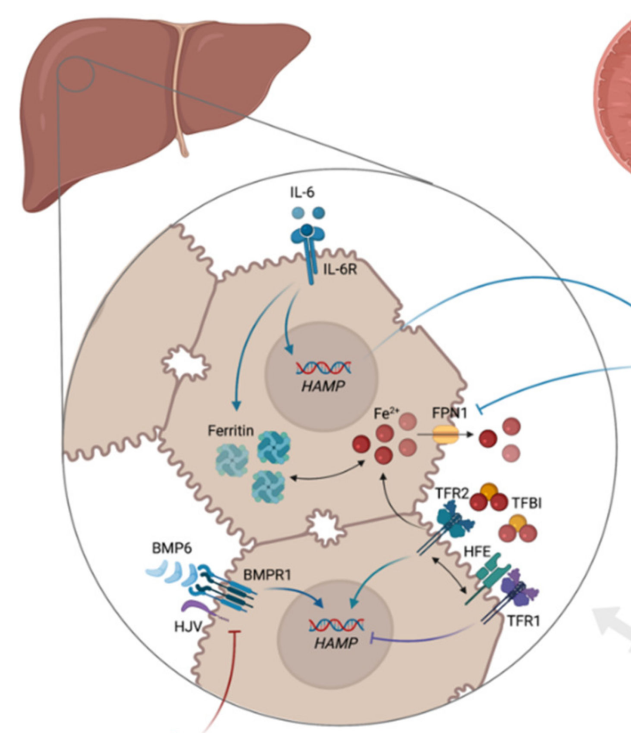 IL-6
IL-6R
HAMP
Fe²⁺
FPN1
Ferritin
TFR2
TFBI
HFE
BMP6
BMPR1
HJV
HAMP
TFR1